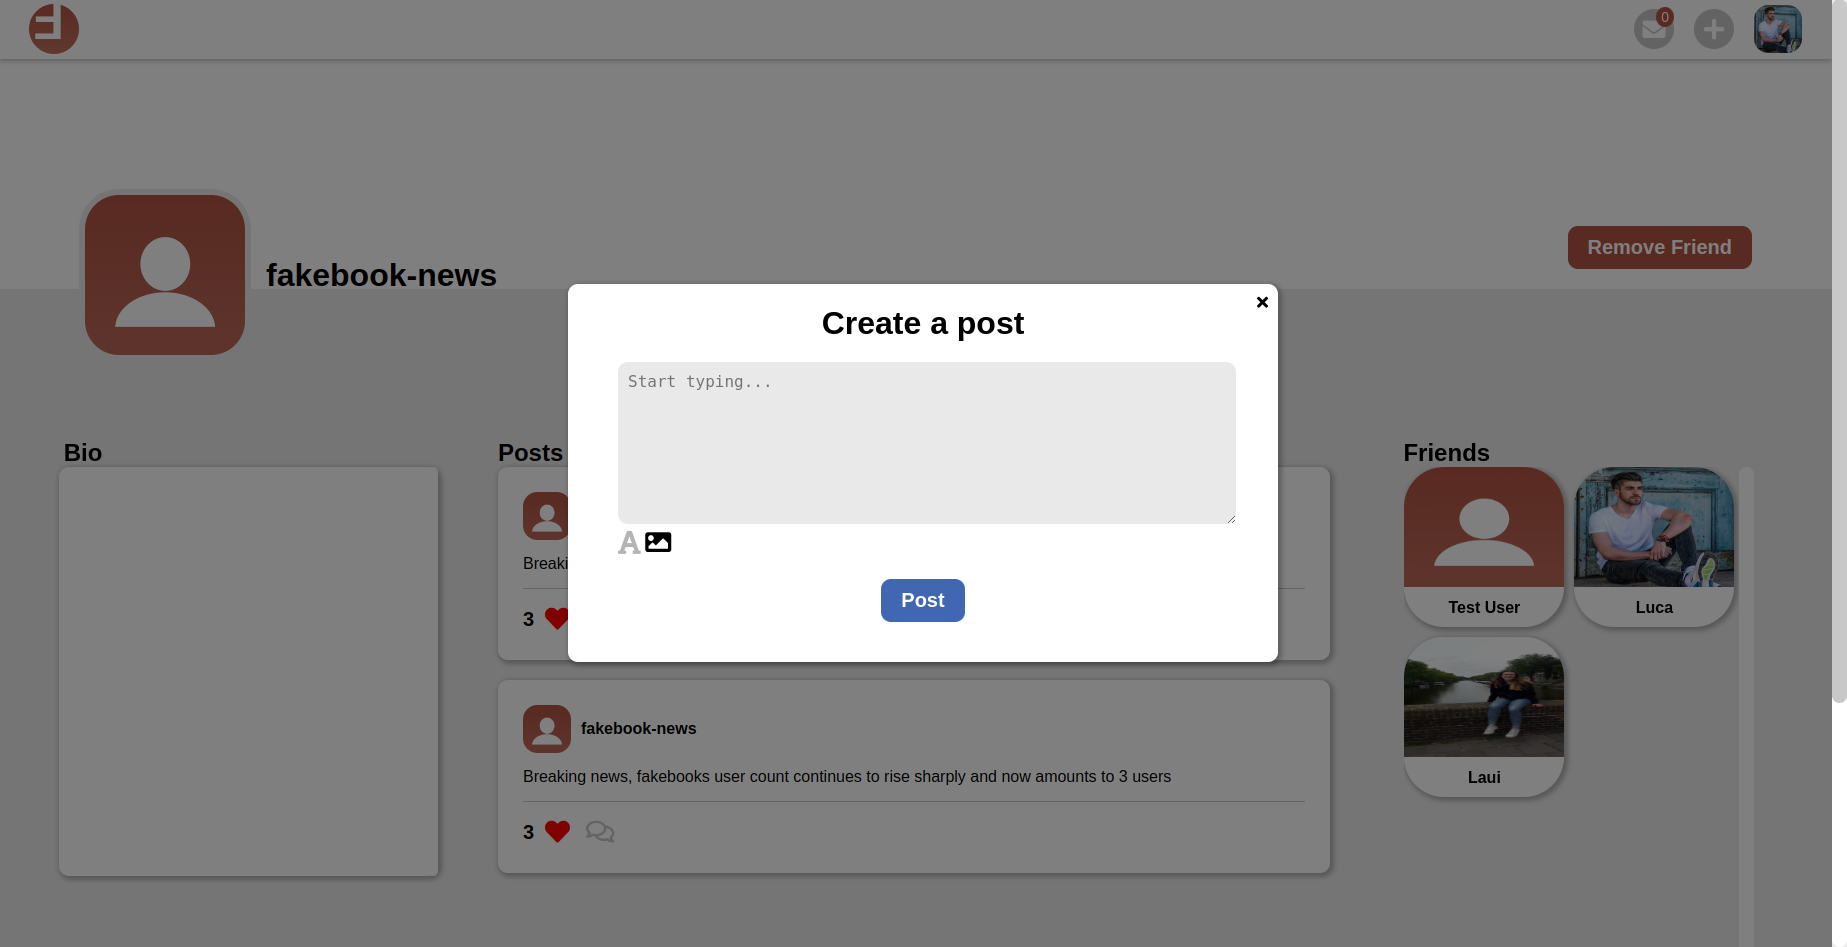 0
fakebook-news
Remove Friend
Create a post
Start typing...
A
Post
Bio
Posts
Breaki
3
fakebook-news
Breaking news, fakebooks user count continues to rise sharply and now amounts to 3 users
3
Friends
Test User
Luca
Laui